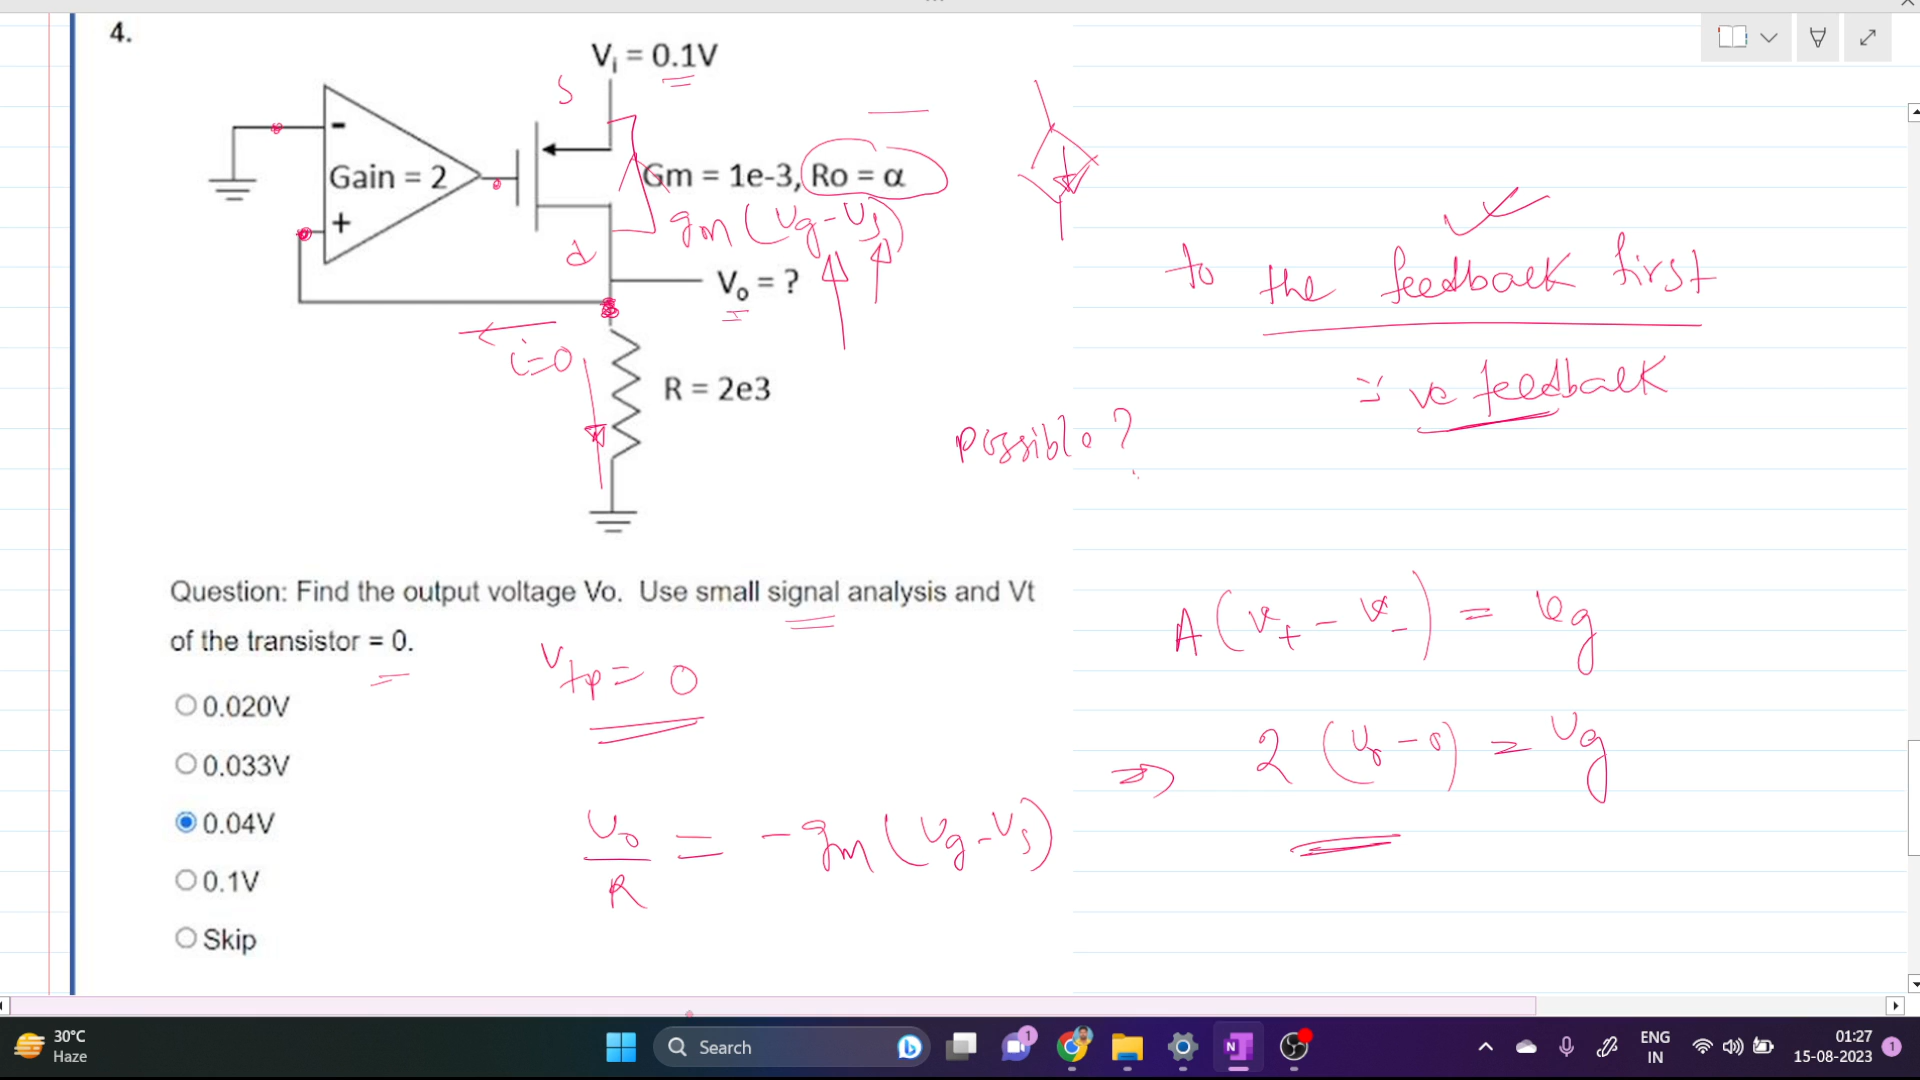 4.
Vi = 0.1V
S
-
Gain = 2
+
Gm = 1e-3, Ro = α
gm (vg - vs)
d
Vo = ?
i=0
R = 2e3
to the feedback first
-ve feedback
possible?
Question: Find the output voltage Vo. Use small signal analysis and Vt
of the transistor = 0.
Vtp = 0
0.020V
0.033V
0.04V
0.1V
Skip
A (v+ - v-) = vg
⇒ 2 (vo - 0) = vg
vo/R = -gm (vg - vs)
30°C
Haze
Search
1
N
ENG
IN
01:27
15-08-2023
1